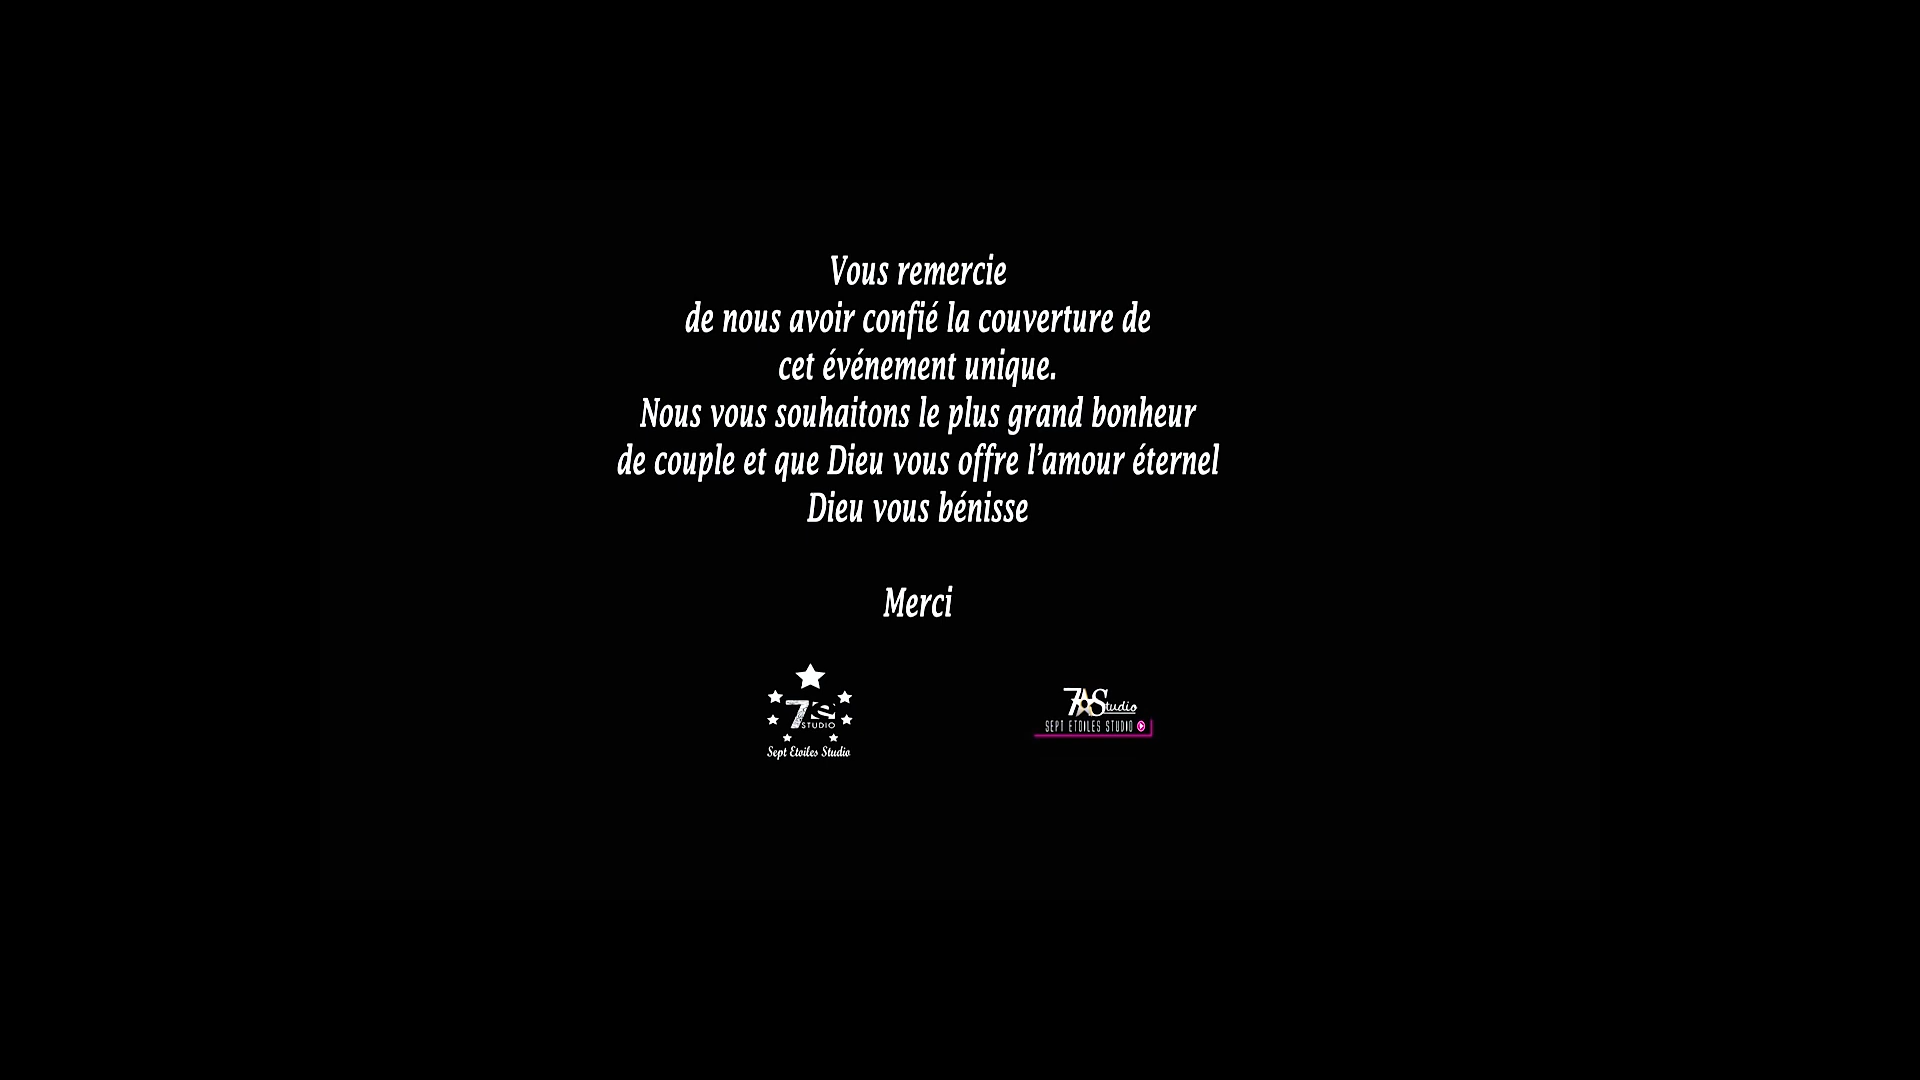 Vous remercie
de nous avoir confié la couverture de
cet événement unique.
Nous vous souhaitons le plus grand bonheur
de couple et que Dieu vous offre l’amour éternel
Dieu vous bénisse
Merci
7S
STUDIO
Sept Etoiles Studio
7 Studio
SEPT ETOILES STUDIO